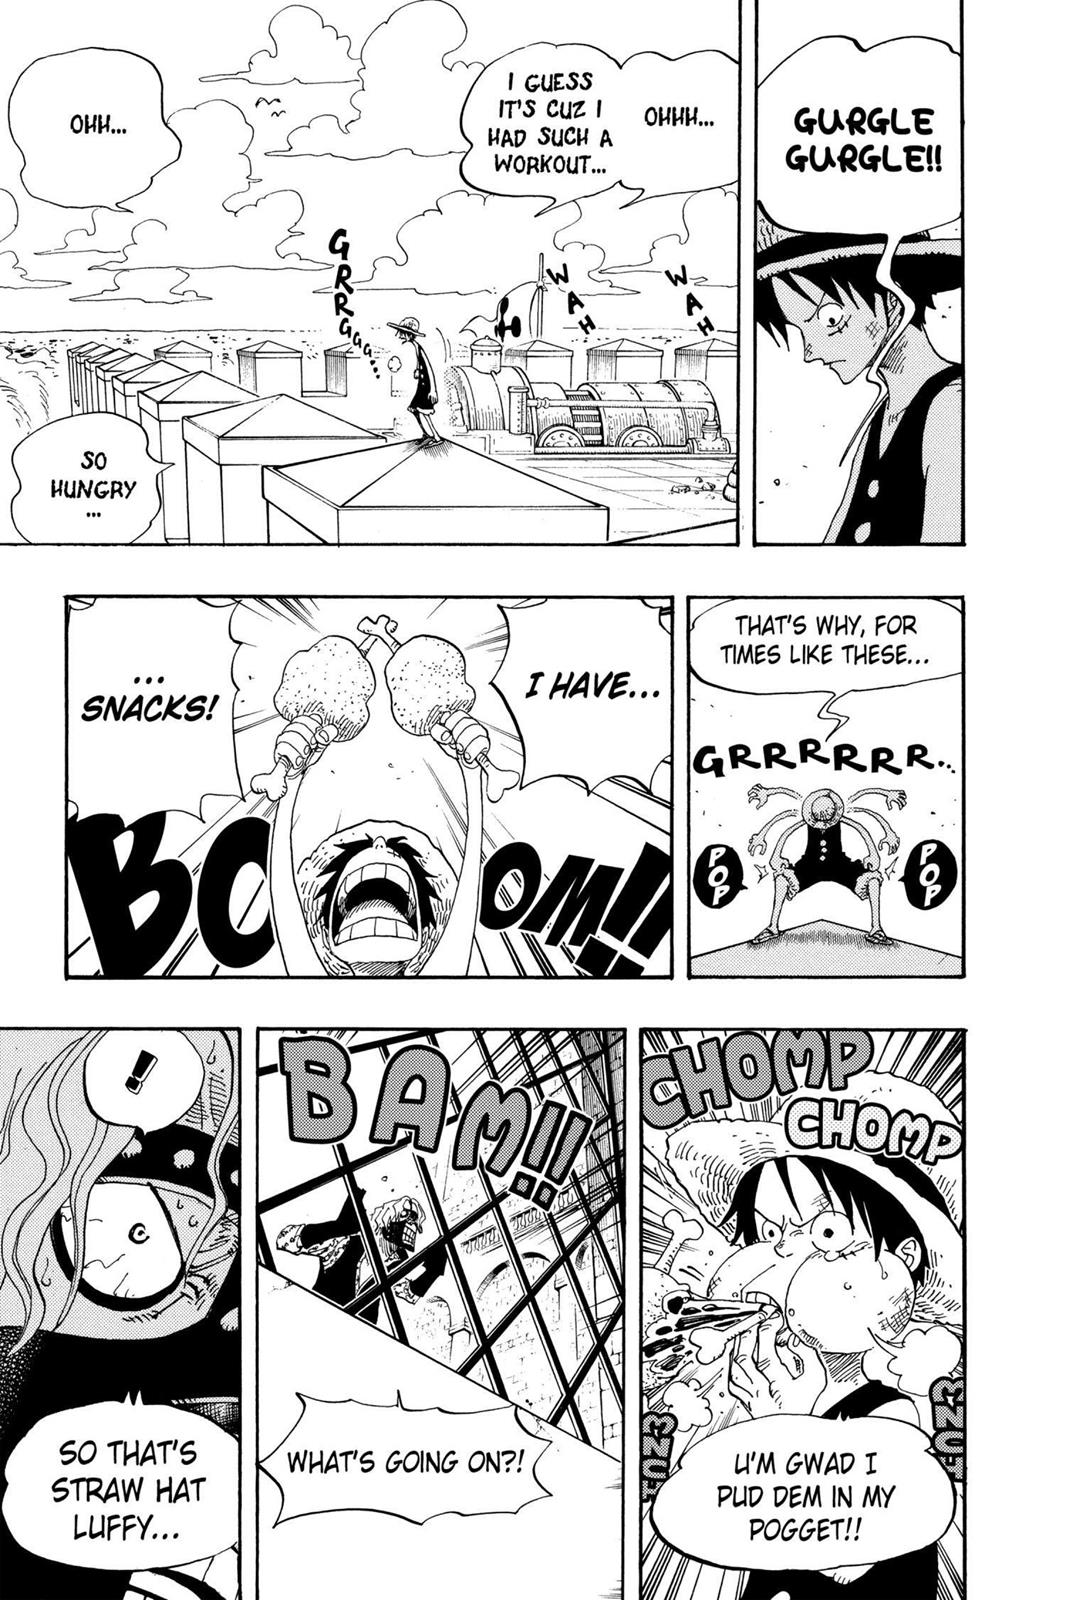 GURGLE
GURGLE!!
OHHH...
I GUESS
IT'S CUZ I
HAD SUCH A
WORKOUT...
WAH
WAH
GRRGGG...
OHH...
SO
HUNGRY
...
THAT'S WHY, FOR
TIMES LIKE THESE...
GRRRRRR...
POP
POP
I HAVE...
...
SNACKS!
BOOM!!
CHOMP
CHOMP
U'M GWAD I
PUD DEM IN MY
POGGET!!
BAM!!
WHAT'S GOING ON?!
!
SO THAT'S
STRAW HAT
LUFFY...